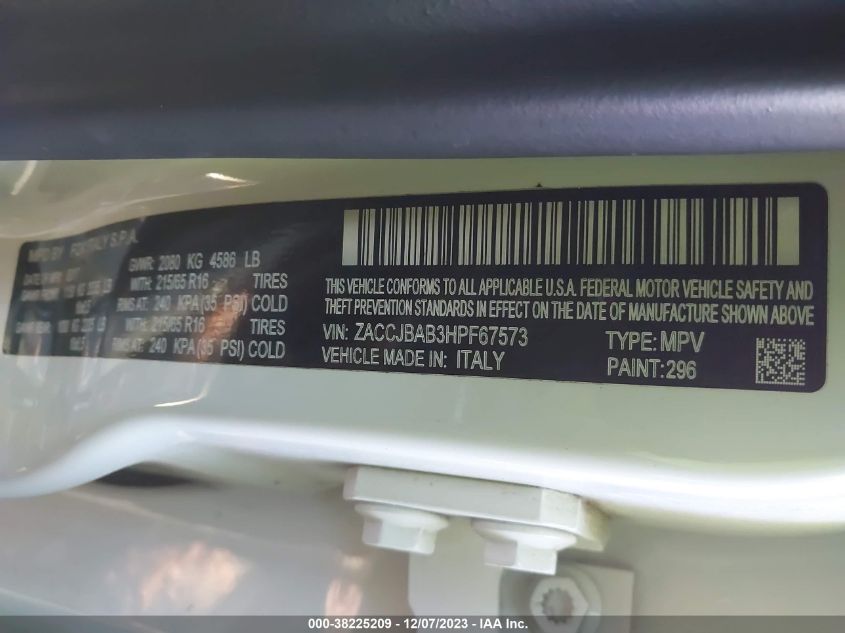 MFD BY
ITALY S.P.A.
GVWR: 2080 KG 4586 LB
WITH: 215/65 R16 TIRES
RIMS AT: 240 KPA(35 PSI) COLD
WITH: 215/65 R16 TIRES
RIMS AT: 240 KPA(35 PSI) COLD
THIS VEHICLE CONFORMS TO ALL APPLICABLE U.S.A. FEDERAL MOTOR VEHICLE SAFETY AND
THEFT PREVENTION STANDARDS IN EFFECT ON THE DATE OF MANUFACTURE SHOWN ABOVE
VIN: ZACCJBAB3HPF67573 TYPE: MPV
VEHICLE MADE IN: ITALY PAINT: 296
000-38225209 - 12/07/2023 - IAA Inc.